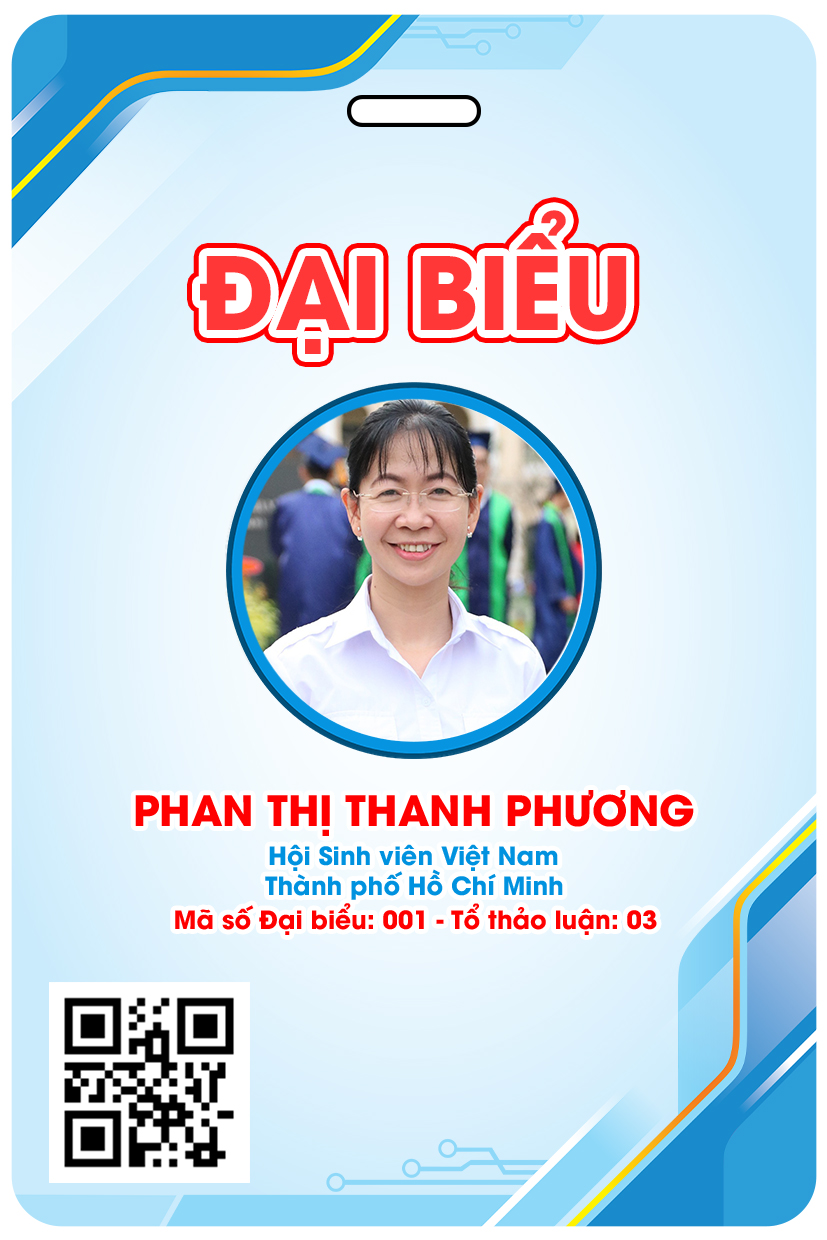 ĐẠI BIỂU
PHAN THỊ THANH PHƯƠNG
Hội Sinh viên Việt Nam
Thành phố Hồ Chí Minh
Mã số Đại biểu: 001 - Tổ thảo luận: 03